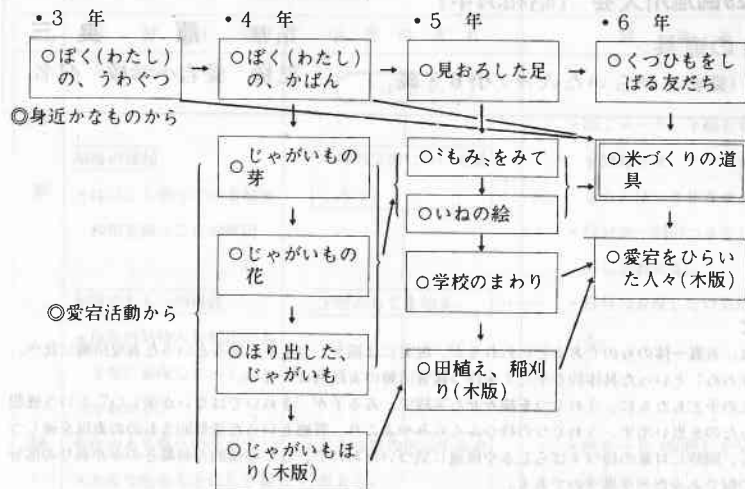 ・3 年
・4 年
・5 年
・6 年
○ぼく(わたし)
の、うわぐつ
○ぼく(わたし)
の、かばん
○見おろした足
○くつひもをし
ばる友だち
◎身近かなものから
○じゃがいもの
芽
○〝もみ〟をみて
○米づくりの道
具
○いねの絵
○じゃがいもの
花
○学校のまわり
○愛宕をひらい
た人々(木版)
◎愛宕活動から
○ほり出した、
じゃがいも
○田植え、稲刈
り(木版)
○じゃがいもほ
り(木版)